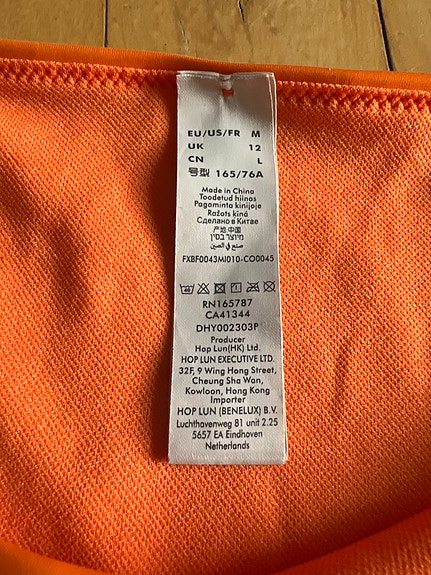 EU/US/FR M
UK 12
CN L
号型 165/76A
Made in China
Toodetud hiinas
Pagaminta kinijoje
Ražots kīnā
Сделано в Китае
产地 中国
מיוצר בסין
صنع في الصين
FXBF0043MI010-CO0045
RN165787
CA41344
DHY002303P
Producer
Hop Lun(HK) Ltd.
HOP LUN EXECUTIVE LTD.
32F, 9 Wing Hong Street,
Cheung Sha Wan,
Kowloon, Hong Kong
Importer
HOP LUN (BENELUX) B.V.
Luchthavenweg 81 unit 2.25
5657 EA Eindhoven
Netherlands